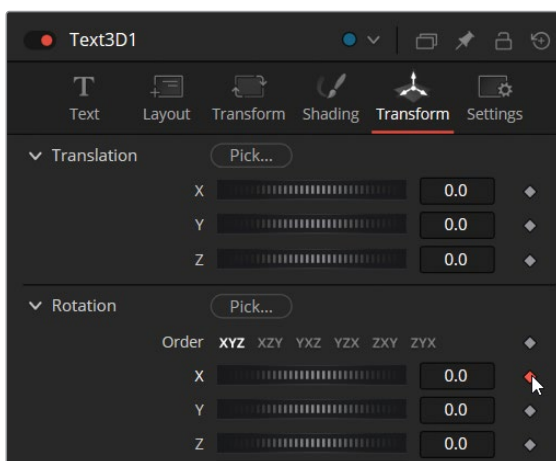 Text3D1
Text Layout Transform Shading Transform Settings
Translation Pick...
X 0.0
Y 0.0
Z 0.0
Rotation Pick...
Order XYZ XZY YXZ YZX ZXY ZYX
X 0.0
Y 0.0
Z 0.0